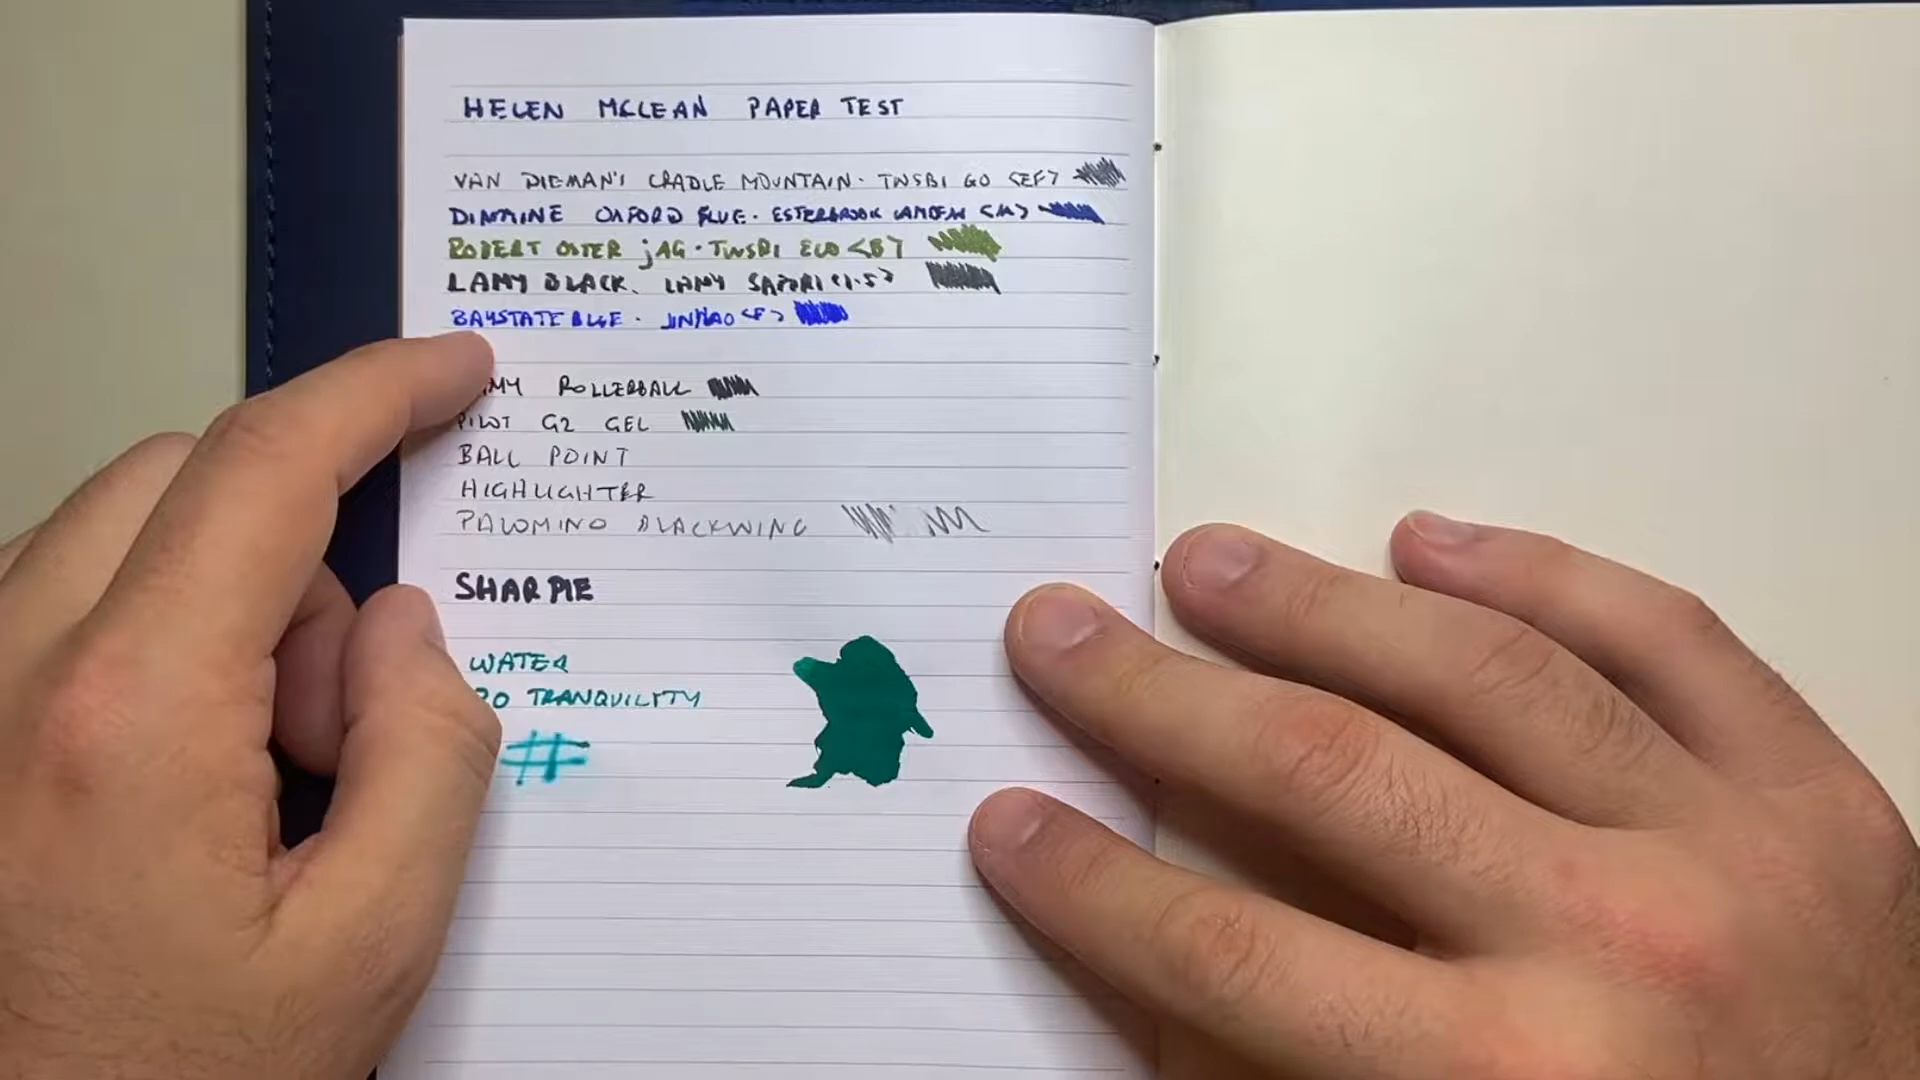 HELEN MCLEAN PAPER TEST
VAN DIEMAN'S CRADLE MOUNTAIN · TWSBI GO <EF>
DIAMINE OXFORD BLUE · ESTERBROOK CAMDEN <M>
ROBERT OSTER jAG · TWSBI ECO <B>
LAMY BLACK. LAMY SAFARI <1.5>
BAYSTATE BLUE · JINHAO <F>
AMY ROLLERBALL
PILOT G2 GEL
BALL POINT
HIGHLIGHTER
PALOMINO BLACKWING
SHARPIE
WATER
TRANQUILITY
#